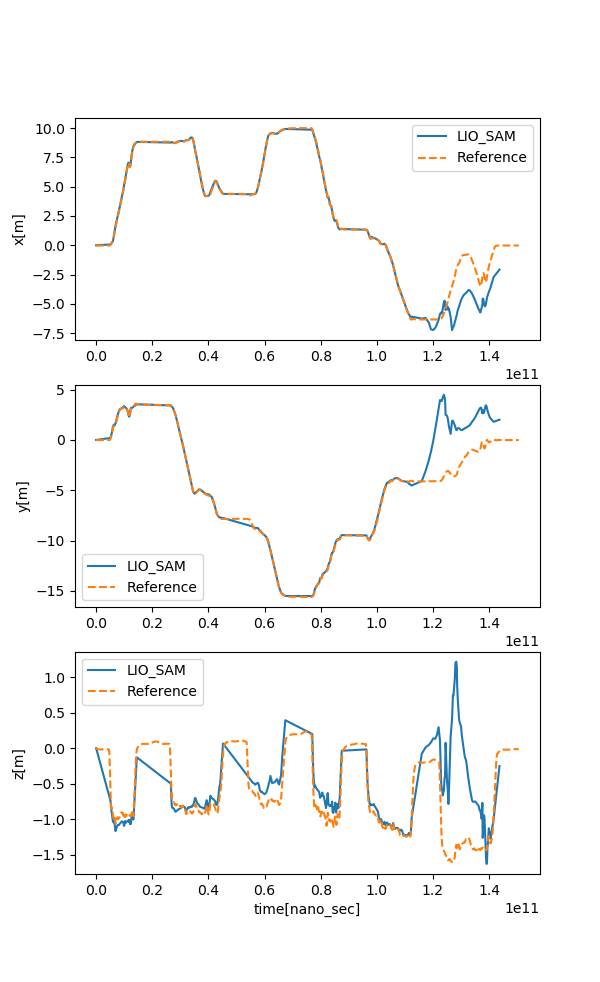 10.0
7.5
5.0
2.5
0.0
−2.5
−5.0
−7.5
x[m]
LIO_SAM
Reference
0.0 0.2 0.4 0.6 0.8 1.0 1.2 1.4
1e11
5
0
−5
−10
−15
y[m]
LIO_SAM
Reference
0.0 0.2 0.4 0.6 0.8 1.0 1.2 1.4
1e11
1.0
0.5
0.0
−0.5
−1.0
−1.5
z[m]
LIO_SAM
Reference
0.0 0.2 0.4 0.6 0.8 1.0 1.2 1.4
time[nano_sec]
1e11